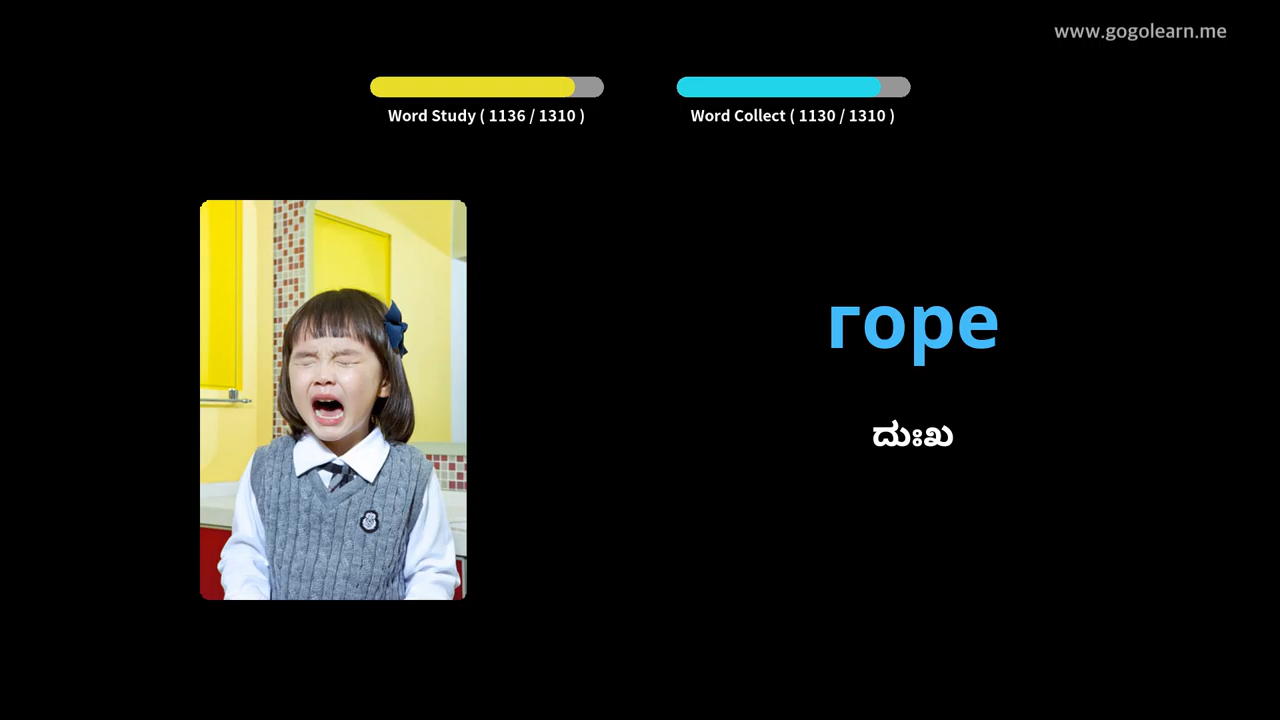 www.gogolearn.me
Word Study ( 1136 / 1310 )
Word Collect ( 1130 / 1310 )
горе
ದುಃಖ